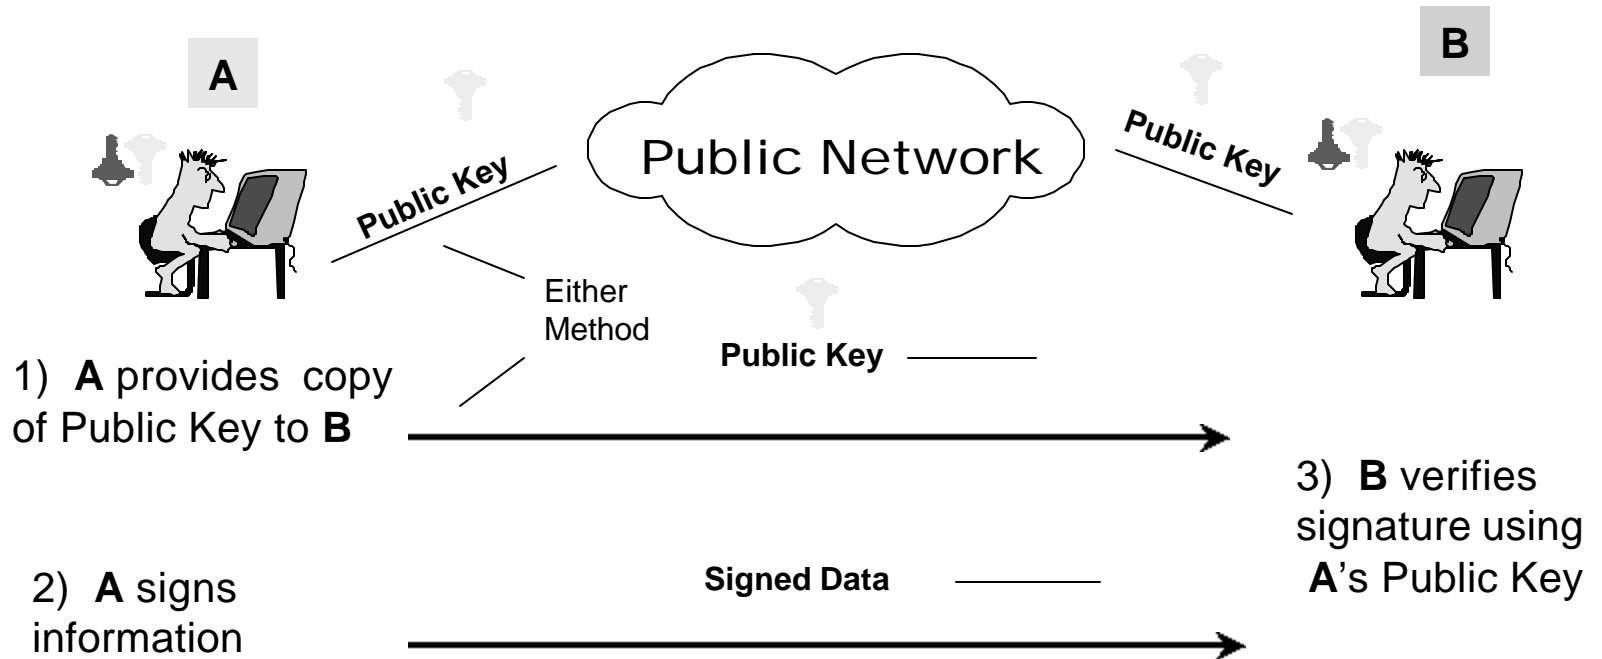 A
B
Public Key
Public Network
Public Key
Either
Method
Public Key
1) A provides copy
of Public Key to B
3) B verifies
signature using
A's Public Key
Signed Data
2) A signs
information